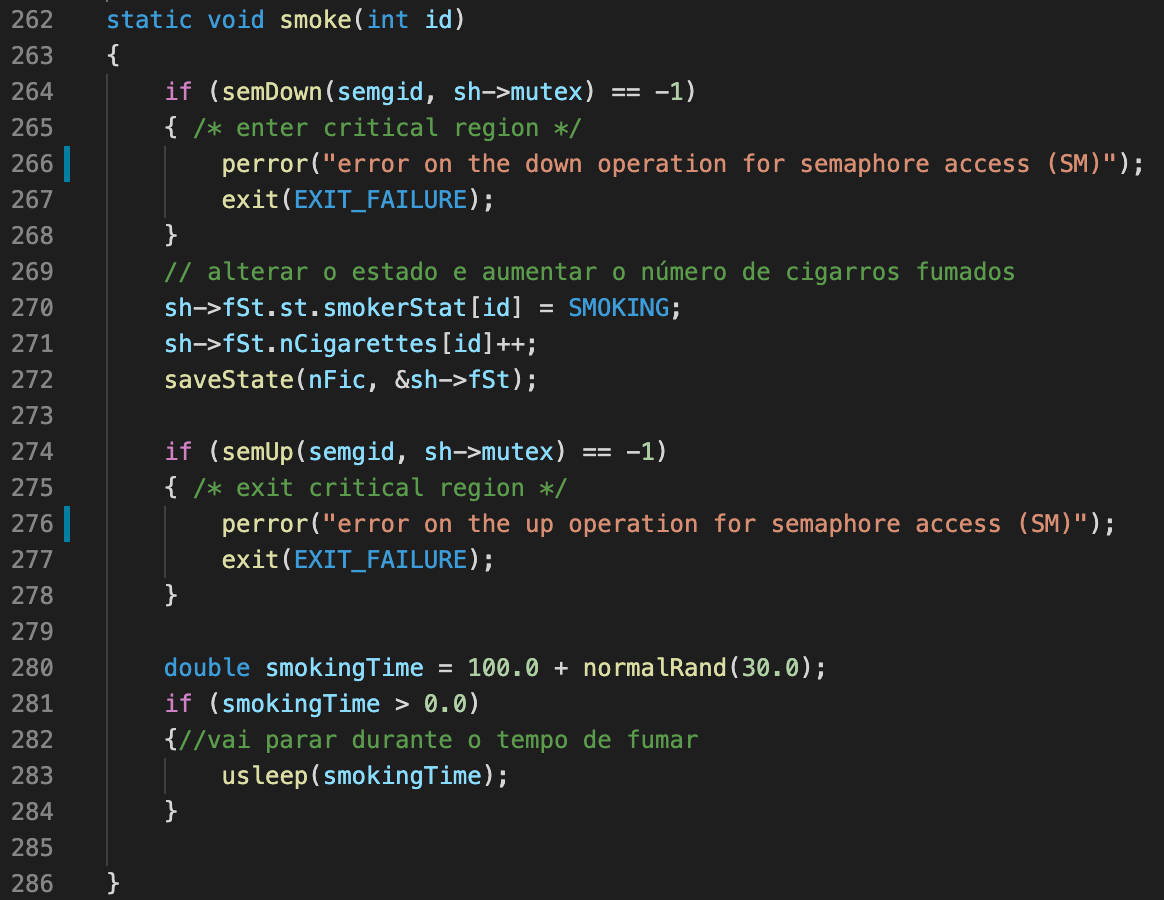 262 static void smoke(int id)
263 {
264 if (semDown(semgid, sh->mutex) == -1)
265 { /* enter critical region */
266 perror("error on the down operation for semaphore access (SM)");
267 exit(EXIT_FAILURE);
268 }
269 // alterar o estado e aumentar o número de cigarros fumados
270 sh->fSt.st.smokerStat[id] = SMOKING;
271 sh->fSt.nCigarettes[id]++;
272 saveState(nFic, &sh->fSt);
273
274 if (semUp(semgid, sh->mutex) == -1)
275 { /* exit critical region */
276 perror("error on the up operation for semaphore access (SM)");
277 exit(EXIT_FAILURE);
278 }
279
280 double smokingTime = 100.0 + normalRand(30.0);
281 if (smokingTime > 0.0)
282 {//vai parar durante o tempo de fumar
283 usleep(smokingTime);
284 }
285
286 }